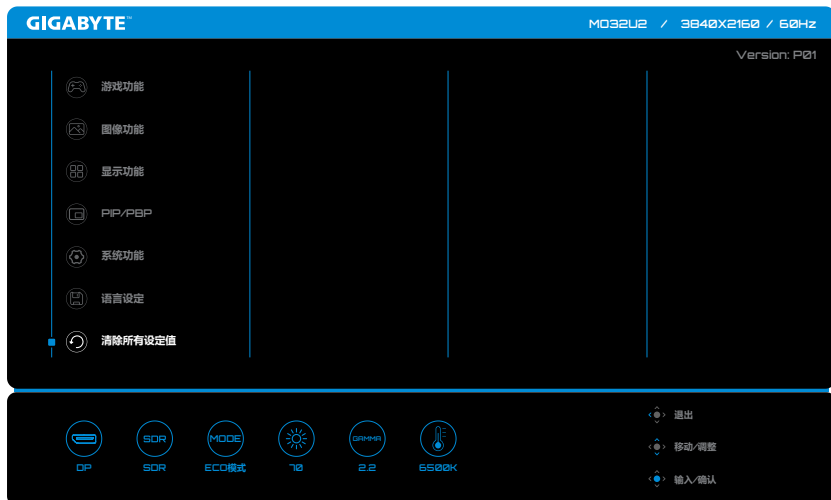 GIGABYTE™
MO32U2 / 3840X2160 / 60Hz
Version: P01
游戏功能
图像功能
显示功能
PIP/PBP
系统功能
语言设定
清除所有设定值
SDR
MODE
GAMMA
DP
SDR
ECO模式
70
2.2
6500K
退出
移动/调整
输入/确认